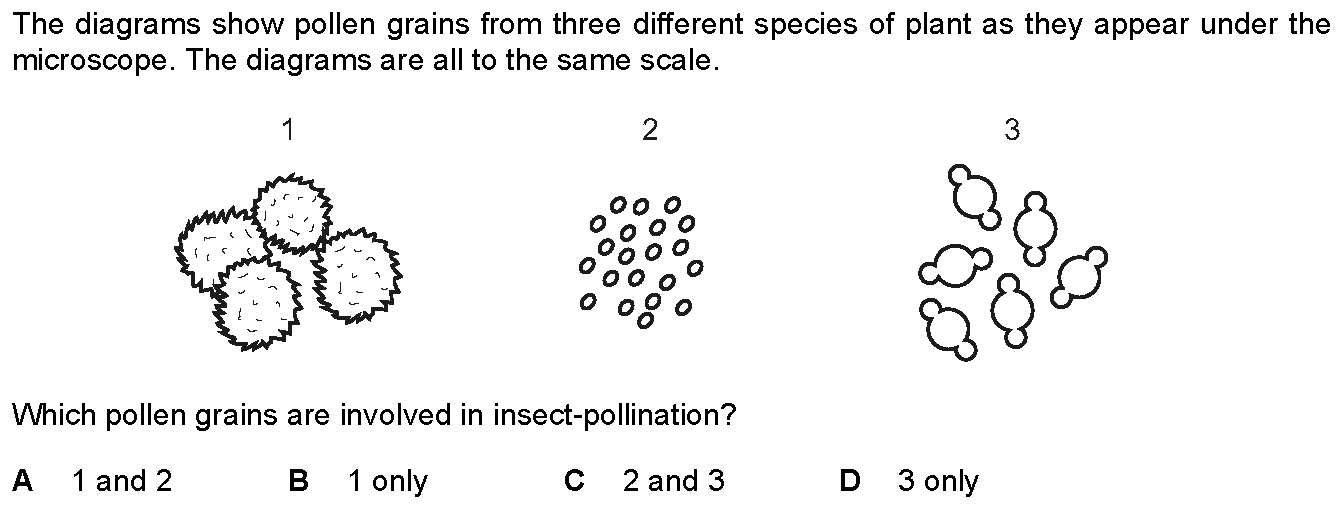 The diagrams show pollen grains from three different species of plant as they appear under the
microscope. The diagrams are all to the same scale.
1 2 3
Which pollen grains are involved in insect-pollination?
A 1 and 2 B 1 only C 2 and 3 D 3 only